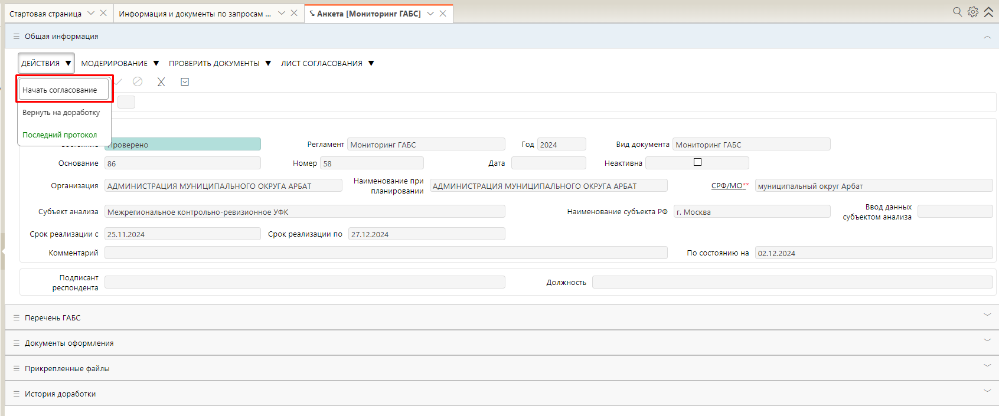 Стартовая страница
Информация и документы по запросам ...
Анкета [Мониторинг ГАБС]
Общая информация
ДЕЙСТВИЯ ▼ МОДЕРИРОВАНИЕ ▼ ПРОВЕРИТЬ ДОКУМЕНТЫ ▼ ЛИСТ СОГЛАСОВАНИЯ ▼
Начать согласование
Вернуть на доработку
Последний протокол
Проверено Регламент Мониторинг ГАБС Год 2024 Вид документа Мониторинг ГАБС
Основание 86 Номер 58 Дата Неактивна
Организация АДМИНИСТРАЦИЯ МУНИЦИПАЛЬНОГО ОКРУГА АРБАТ
Наименование при
планировании
АДМИНИСТРАЦИЯ МУНИЦИПАЛЬНОГО ОКРУГА АРБАТ
СРФ/МО** муниципальный округ Арбат
Субъект анализа Межрегиональное контрольно-ревизионное УФК
Наименование субъекта РФ г. Москва
Ввод данных
субъектом анализа
Срок реализации с 25.11.2024 Срок реализации по 27.12.2024
Комментарий По состоянию на 02.12.2024
Подписант
респондента
Должность
Перечень ГАБС
Документы оформления
Прикрепленные файлы
История доработки